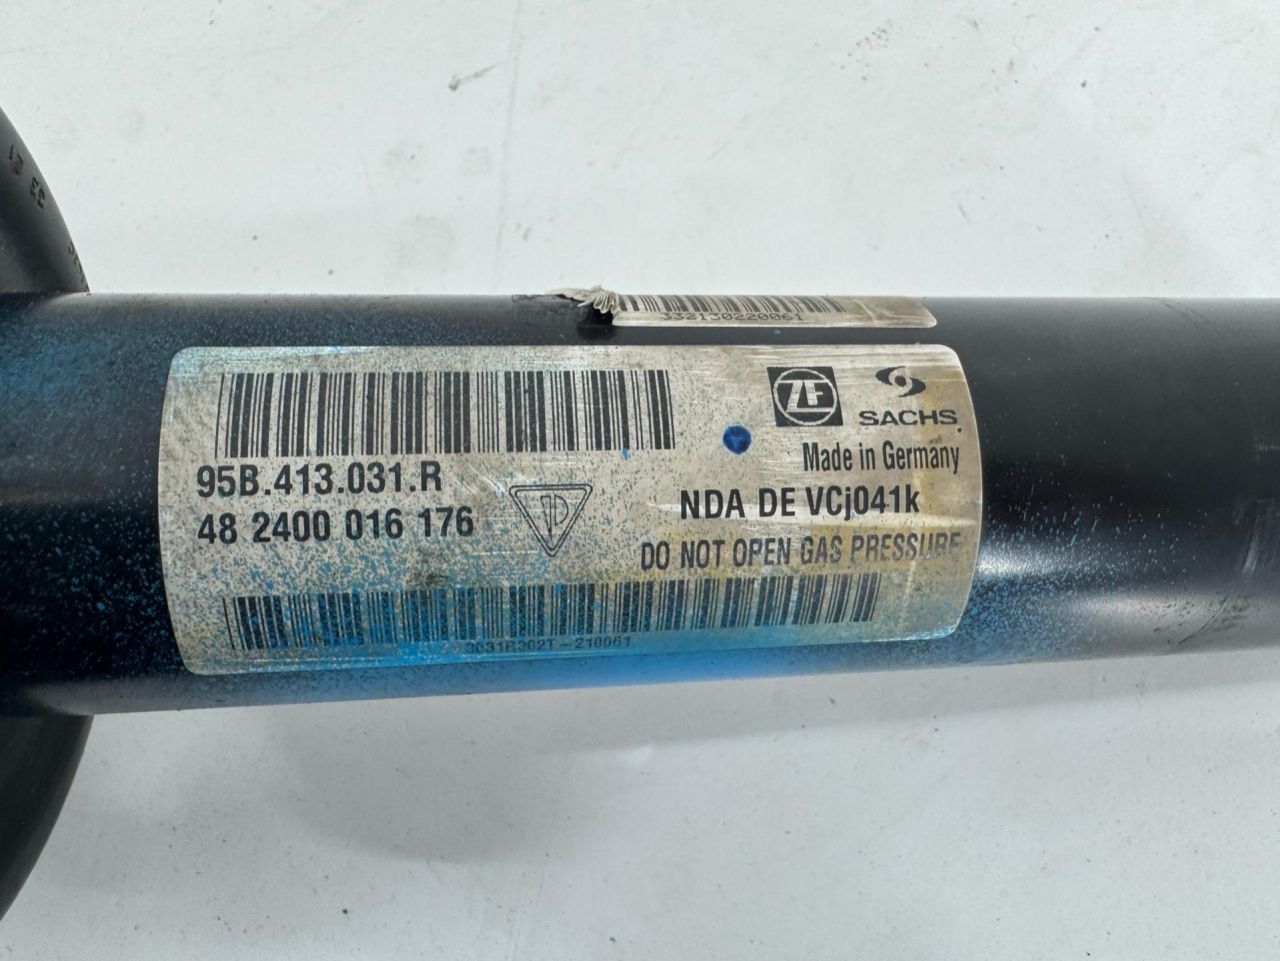 332130220061
ZF
SACHS
Made in Germany
95B.413.031.R
48 2400 016 176
NDA DE VCj041k
DO NOT OPEN GAS PRESSURE